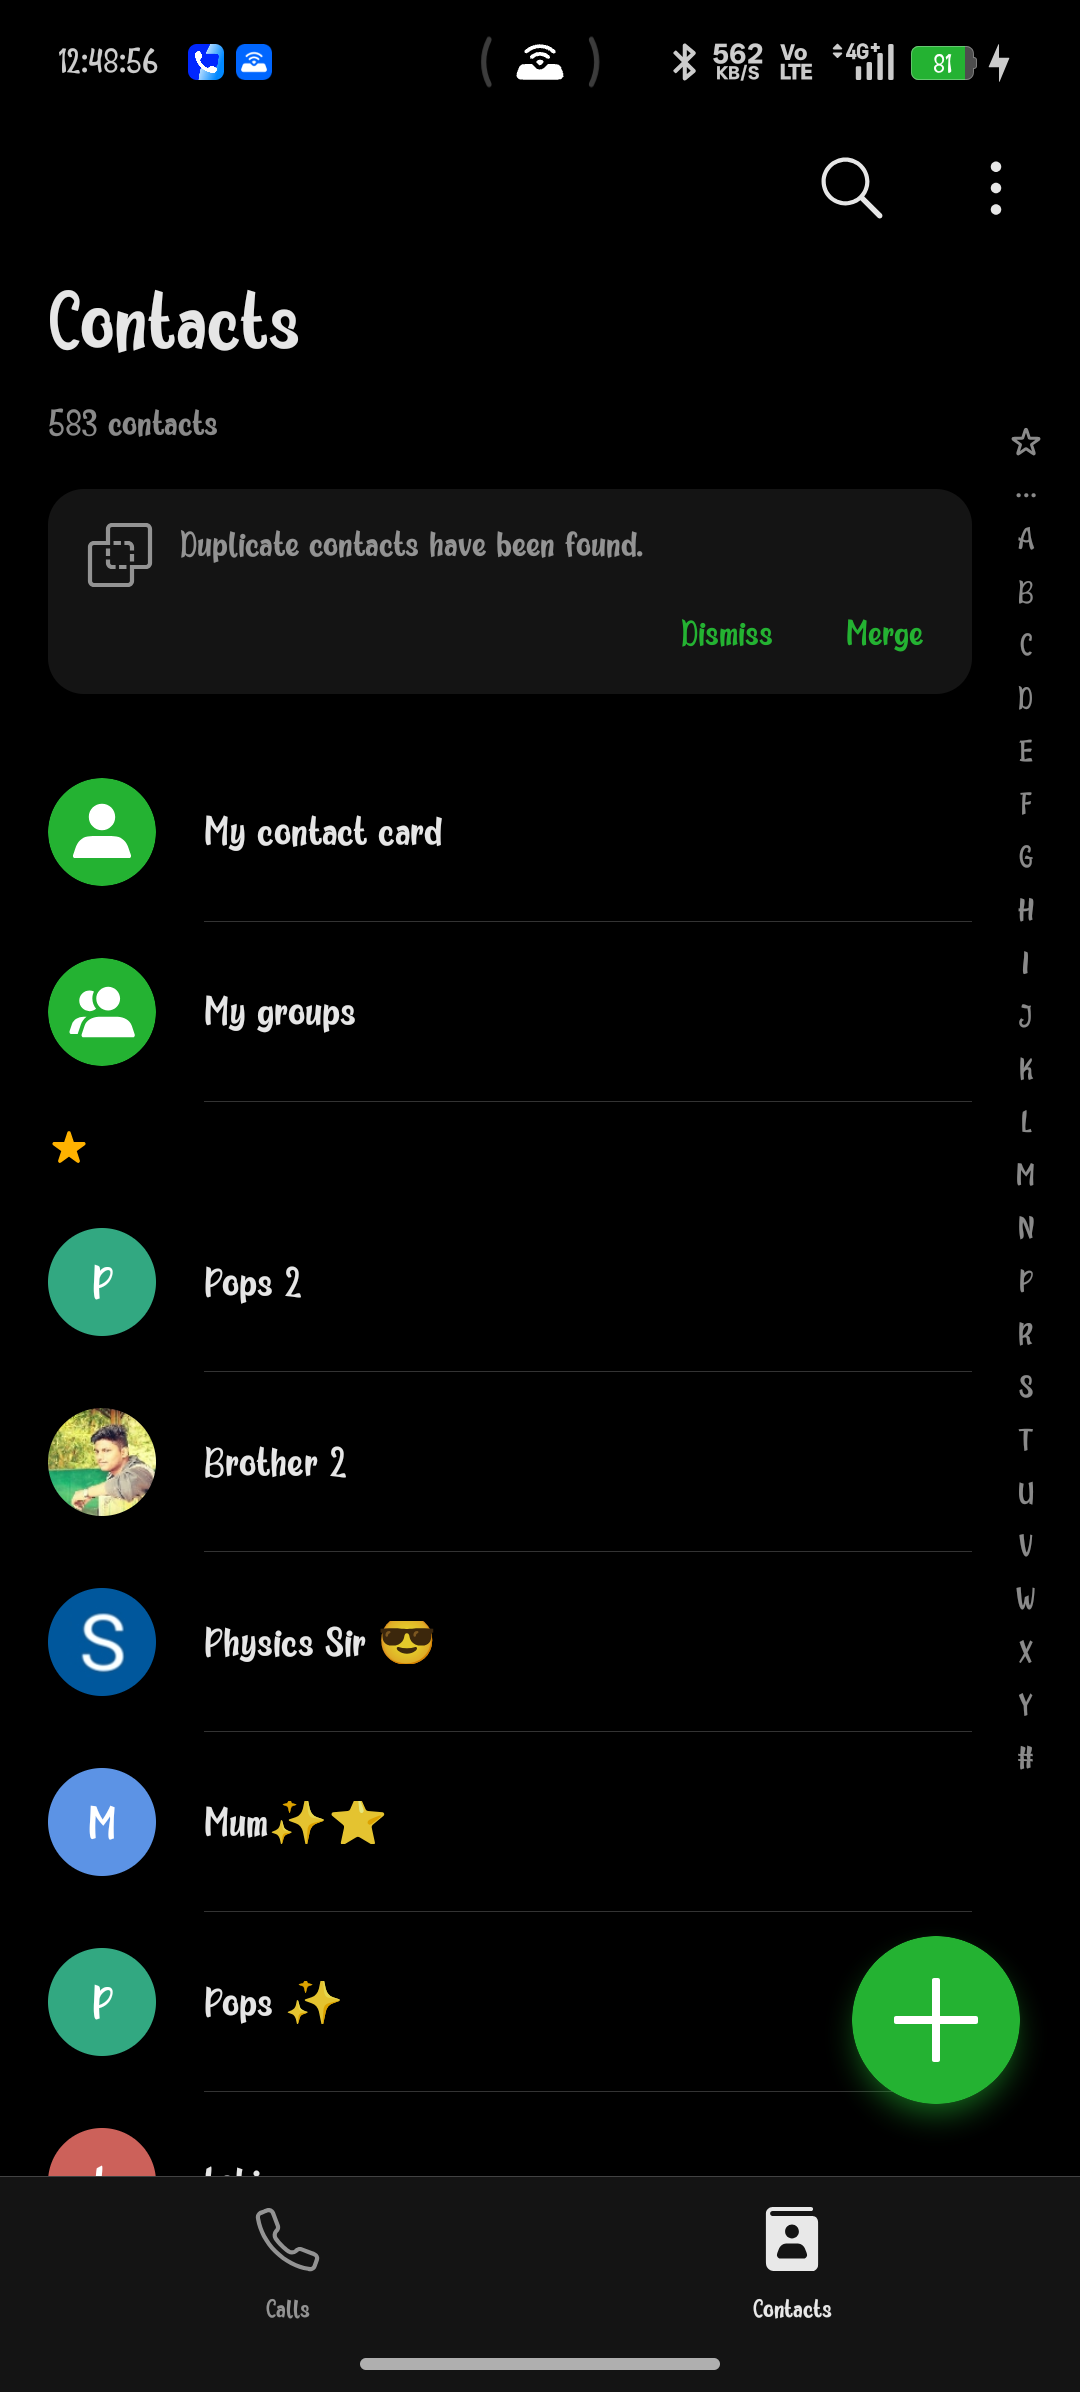 12:48:56
562 KB/S
Vo LTE
4G+
81
Contacts
583 contacts
Duplicate contacts have been found.
Dismiss Merge
My contact card
My groups
P Pops 2
Brother 2
S Physics Sir 😎
M Mum✨⭐
P Pops ✨
Calls Contacts
...
A
B
C
D
E
F
G
H
I
J
K
L
M
N
P
R
S
T
U
V
W
X
Y
#